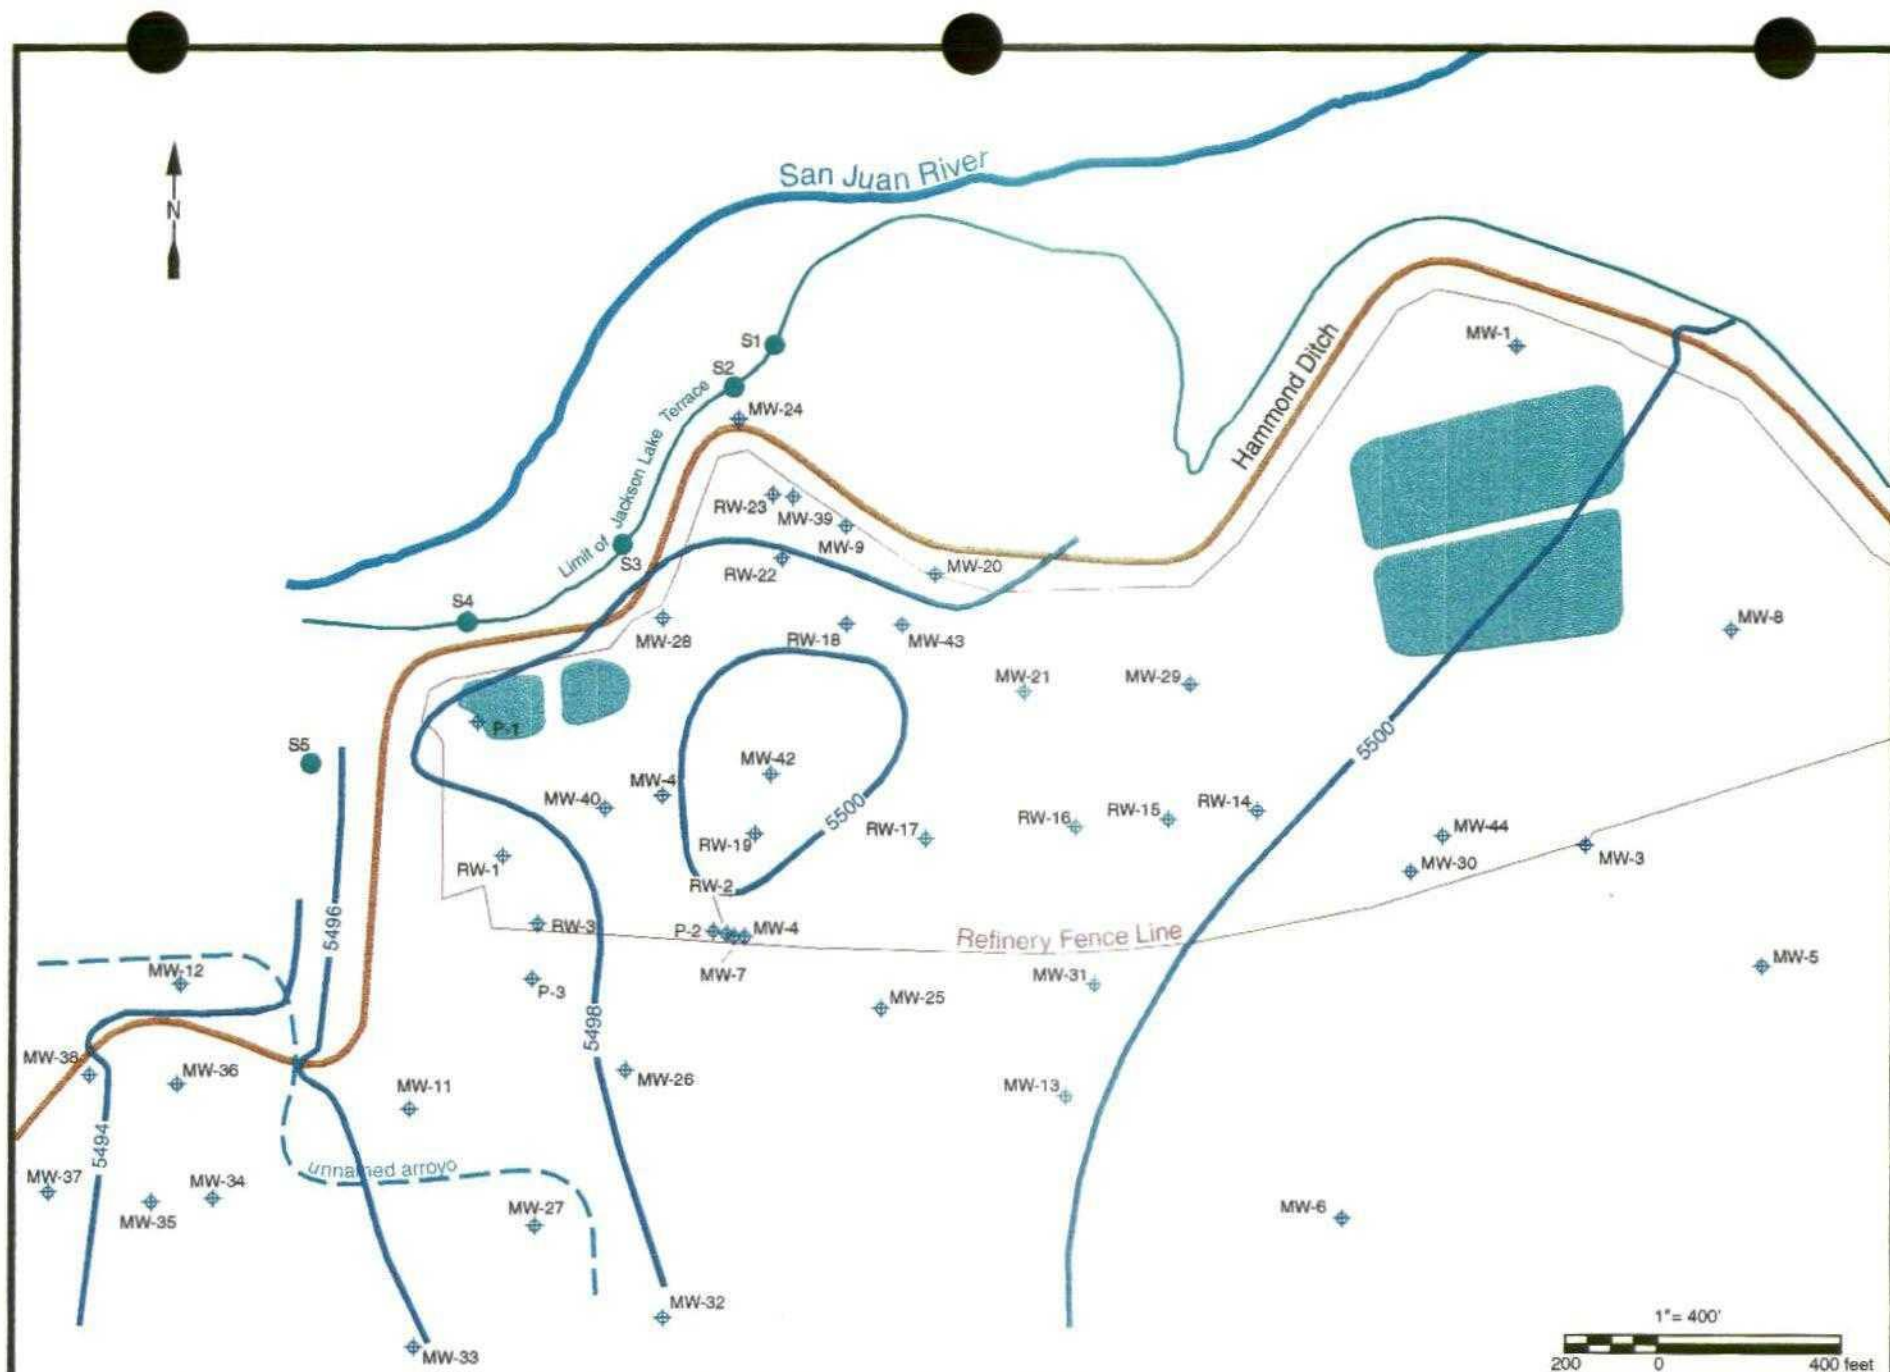 San Juan River
N
S1
MW-1
S2
Hammond Ditch
MW-24
Limit of Jackson Lake Terrace
RW-23
MW-39
MW-9
S3
RW-22
MW-20
S4
MW-28
RW-18
MW-43
MW-8
MW-21
MW-29
P-1
S5
5500
MW-42
MW-4
MW-40
5500
RW-19
RW-17
RW-16
RW-15
RW-14
MW-44
MW-3
RW-1
MW-30
RW-2
5496
RW-3
P-2
MW-4
Refinery Fence Line
MW-12
MW-7
MW-31
MW-5
P-3
MW-25
5498
MW-38
MW-36
MW-11
MW-26
MW-13
5494
unnamed arroyo
MW-37
MW-34
MW-35
MW-27
MW-6
MW-32
MW-33
1"= 400'
200 0 400 feet